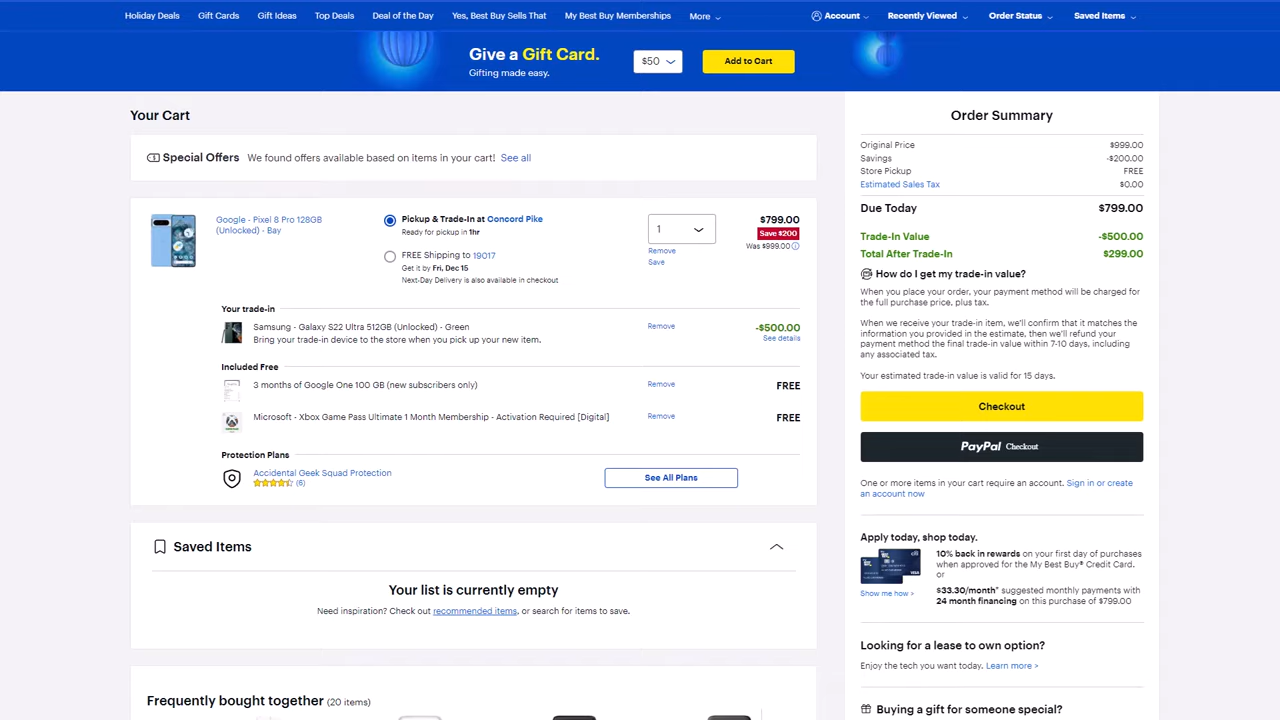 Holiday Deals Gift Cards Gift Ideas Top Deals Deal of the Day Yes, Best Buy Sells That My Best Buy Memberships More Account Recently Viewed Order Status Saved Items
Give a Gift Card.
Gifting made easy.
$50
Add to Cart
Your Cart
Special Offers We found offers available based on items in your cart! See all
Google - Pixel 8 Pro 128GB
(Unlocked) - Bay
Pickup & Trade-In at Concord Pike
Ready for pickup in 1hr
FREE Shipping to 19017
Get it by Fri, Dec 15
Next-Day Delivery is also available in checkout
1
Remove
Save
$799.00
Save $200
Was $999.00
Your trade-in
Samsung - Galaxy S22 Ultra 512GB (Unlocked) - Green
Bring your trade-in device to the store when you pick up your new item.
Remove
-$500.00
See details
Included Free
3 months of Google One 100 GB (new subscribers only) Remove FREE
Microsoft - Xbox Game Pass Ultimate 1 Month Membership - Activation Required [Digital] Remove FREE
Protection Plans
Accidental Geek Squad Protection
(6)
See All Plans
Saved Items
Your list is currently empty
Need inspiration? Check out recommended items, or search for items to save.
Frequently bought together (20 items)
Order Summary
Original Price $999.00
Savings -$200.00
Store Pickup FREE
Estimated Sales Tax $0.00
Due Today $799.00
Trade-In Value -$500.00
Total After Trade-In $299.00
How do I get my trade-in value?
When you place your order, your payment method will be charged for
the full purchase price, plus tax.
When we receive your trade-in item, we'll confirm that it matches the
information you provided in the estimate, then we'll refund your
payment method the final trade-in value within 7-10 days, including
any associated tax.
Your estimated trade-in value is valid for 15 days.
Checkout
PayPal Checkout
One or more items in your cart require an account. Sign in or create
an account now
Apply today, shop today.
10% back in rewards on your first day of purchases
when approved for the My Best Buy® Credit Card.
or
$33.30/month* suggested monthly payments with
24 month financing on this purchase of $799.00
Show me how >
Looking for a lease to own option?
Enjoy the tech you want today. Learn more >
Buying a gift for someone special?